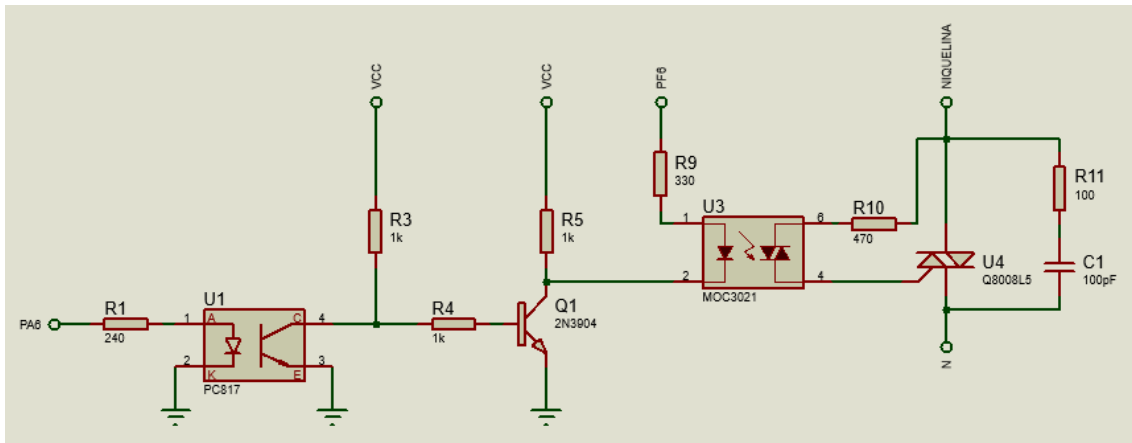 VCC
VCC
PF6
NIQUELINA
R9
330
R11
100
U3
R10
R3
1k
R5
1k
1
6
470
2
4
U4
Q8008L5
C1
100pF
MOC3021
U1
R1
240
PA6
1
A
C
4
R4
1k
Q1
2N3904
2
K
E
3
PC817
N